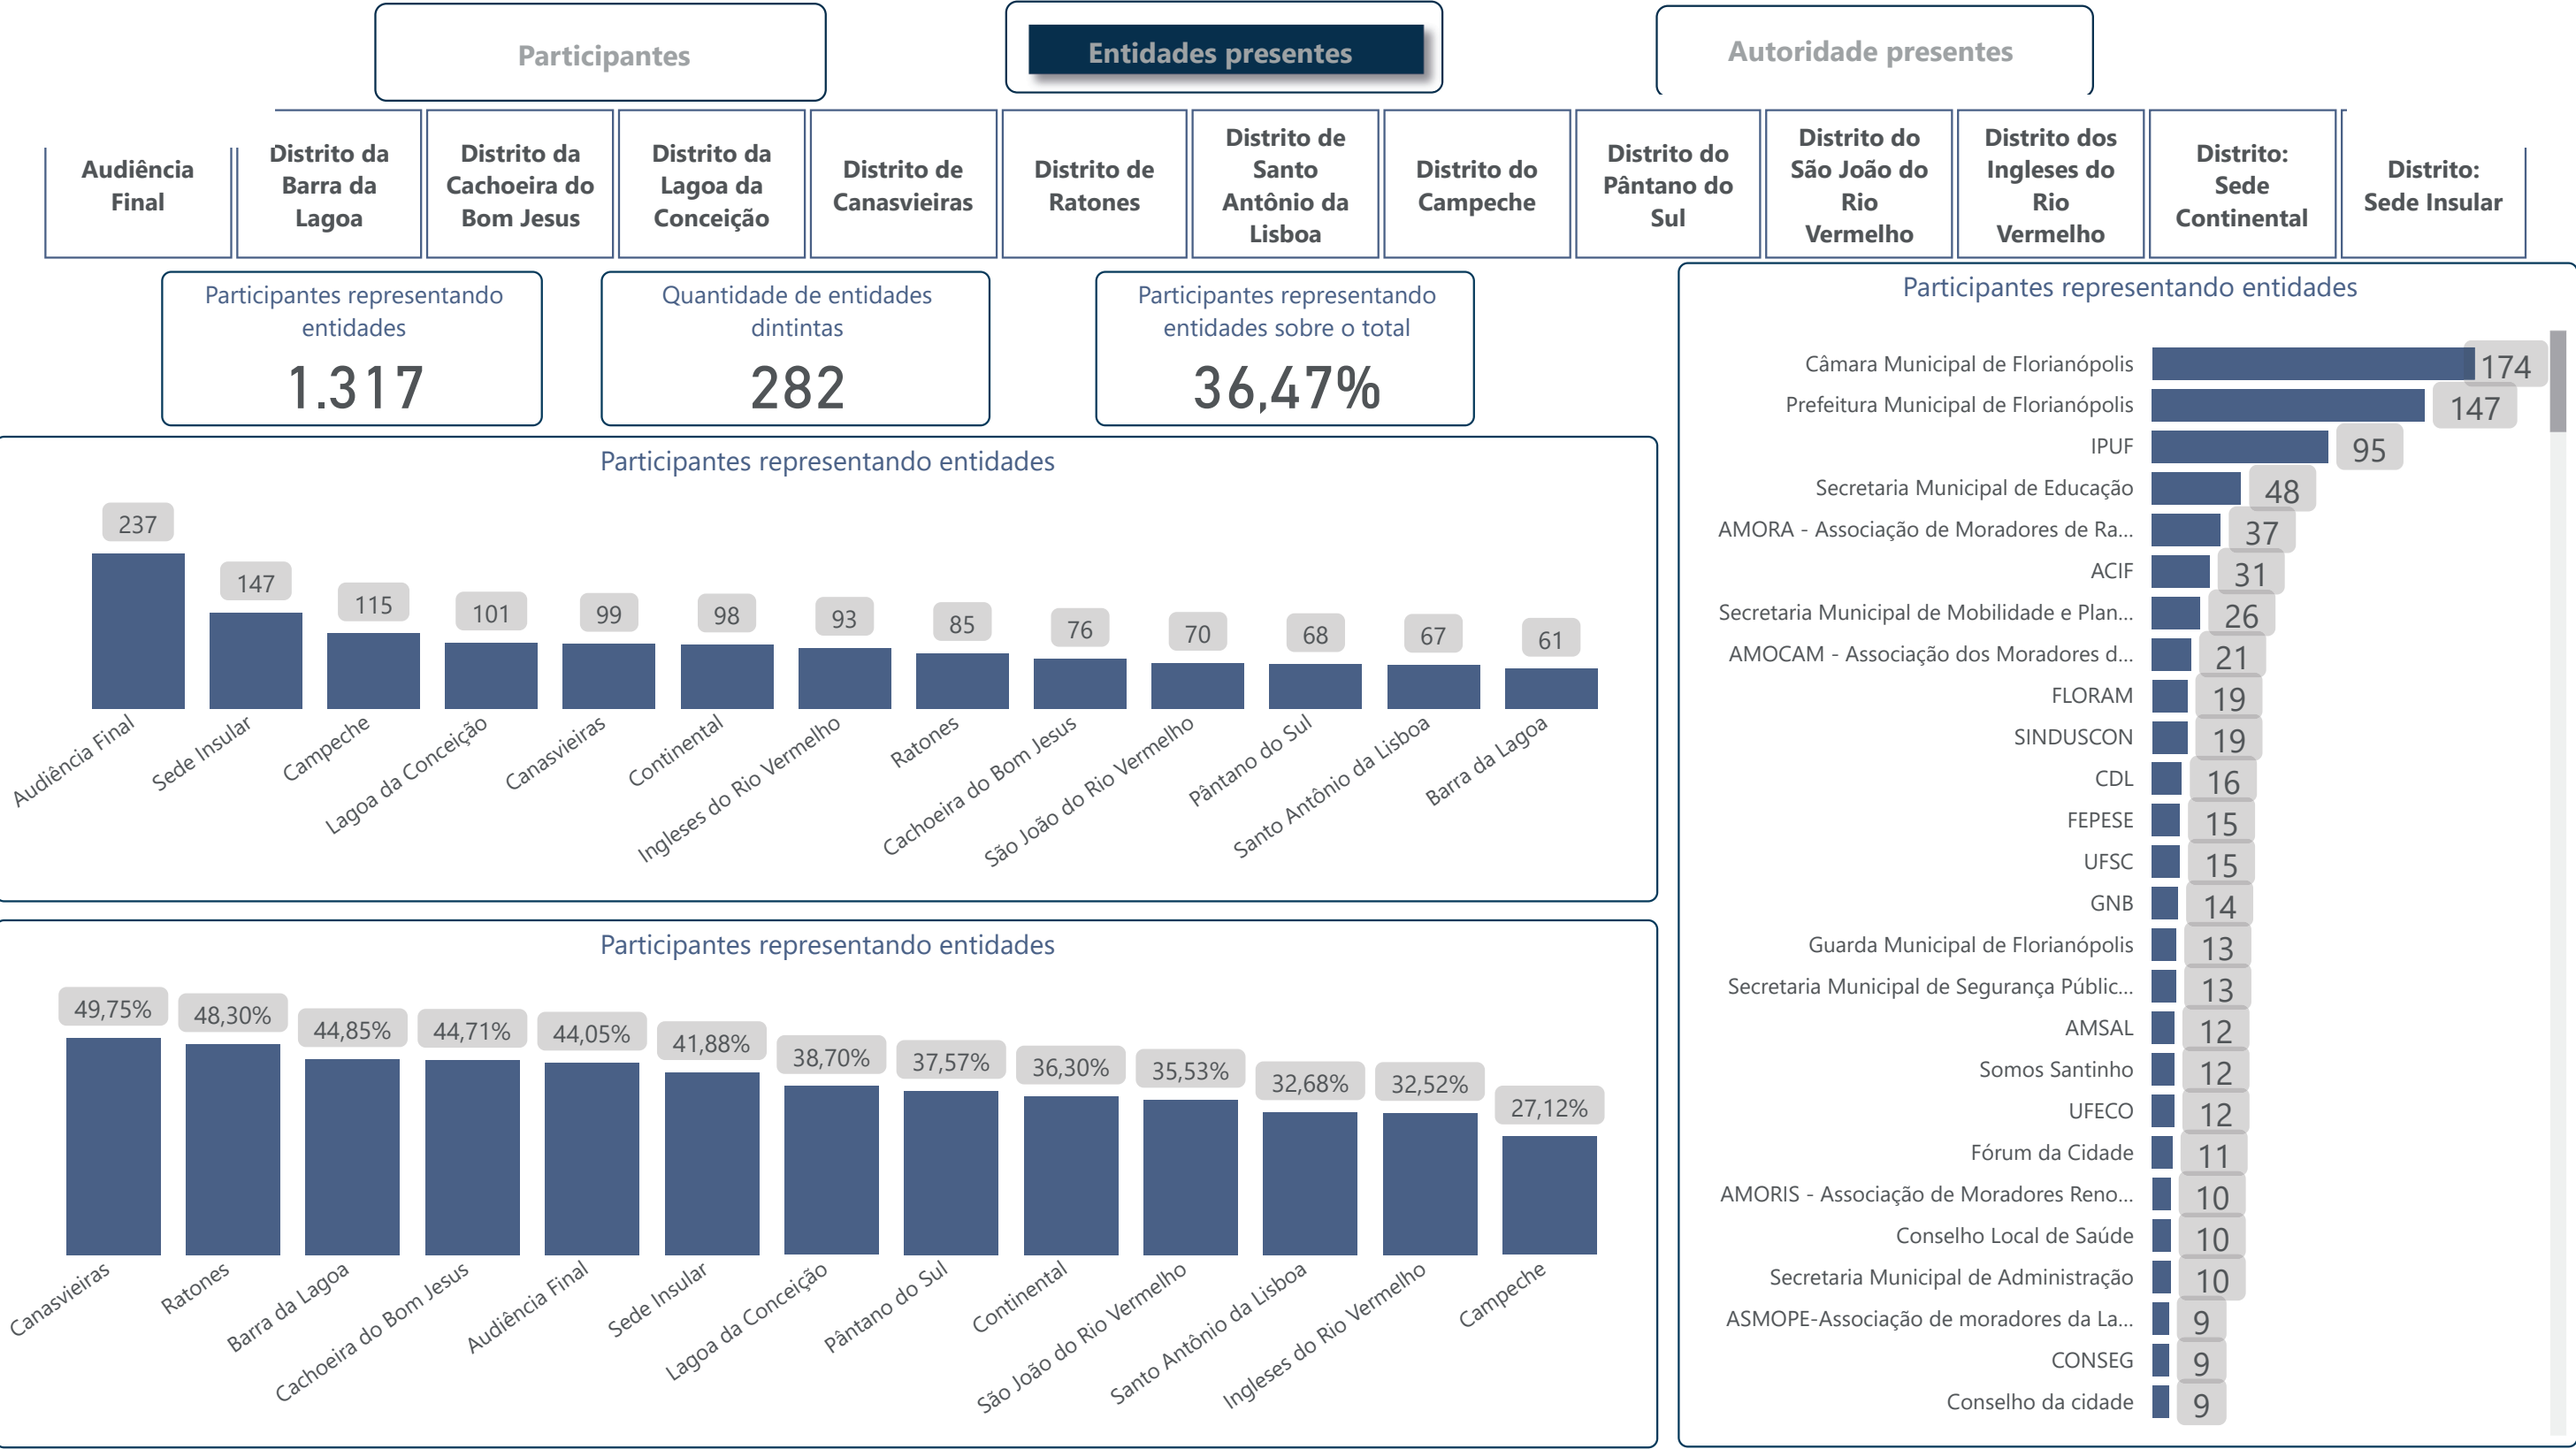 Participantes
Entidades presentes
Autoridade presentes
Audiência
Final
Distrito da
Barra da
Lagoa
Distrito da
Cachoeira do
Bom Jesus
Distrito da
Lagoa da
Conceição
Distrito de
Canasvieiras
Distrito de
Ratones
Distrito de
Santo
Antônio da
Lisboa
Distrito do
Campeche
Distrito do
Pântano do
Sul
Distrito do
São João do
Rio
Vermelho
Distrito dos
Ingleses do
Rio
Vermelho
Distrito:
Sede
Continental
Distrito:
Sede Insular
Participantes representando
entidades
1.317
Quantidade de entidades
dintintas
282
Participantes representando
entidades sobre o total
36,47%
Participantes representando entidades
237
147
115
101
99
98
93
85
76
70
68
67
61
Audiência Final
Sede Insular
Campeche
Lagoa da Conceição
Canasvieiras
Continental
Ingleses do Rio Vermelho
Ratones
Cachoeira do Bom Jesus
São João do Rio Vermelho
Pântano do Sul
Santo Antônio da Lisboa
Barra da Lagoa
Participantes representando entidades
49,75%
48,30%
44,85%
44,71%
44,05%
41,88%
38,70%
37,57%
36,30%
35,53%
32,68%
32,52%
27,12%
Canasvieiras
Ratones
Barra da Lagoa
Cachoeira do Bom Jesus
Audiência Final
Sede Insular
Lagoa da Conceição
Pântano do Sul
Continental
São João do Rio Vermelho
Santo Antônio da Lisboa
Ingleses do Rio Vermelho
Campeche
Participantes representando entidades
Câmara Municipal de Florianópolis 174
Prefeitura Municipal de Florianópolis 147
IPUF 95
Secretaria Municipal de Educação 48
AMORA - Associação de Moradores de Ra... 37
ACIF 31
Secretaria Municipal de Mobilidade e Plan... 26
AMOCAM - Associação dos Moradores d... 21
FLORAM 19
SINDUSCON 19
CDL 16
FEPESE 15
UFSC 15
GNB 14
Guarda Municipal de Florianópolis 13
Secretaria Municipal de Segurança Públic... 13
AMSAL 12
Somos Santinho 12
UFECO 12
Fórum da Cidade 11
AMORIS - Associação de Moradores Reno... 10
Conselho Local de Saúde 10
Secretaria Municipal de Administração 10
ASMOPE-Associação de moradores da La... 9
CONSEG 9
Conselho da cidade 9